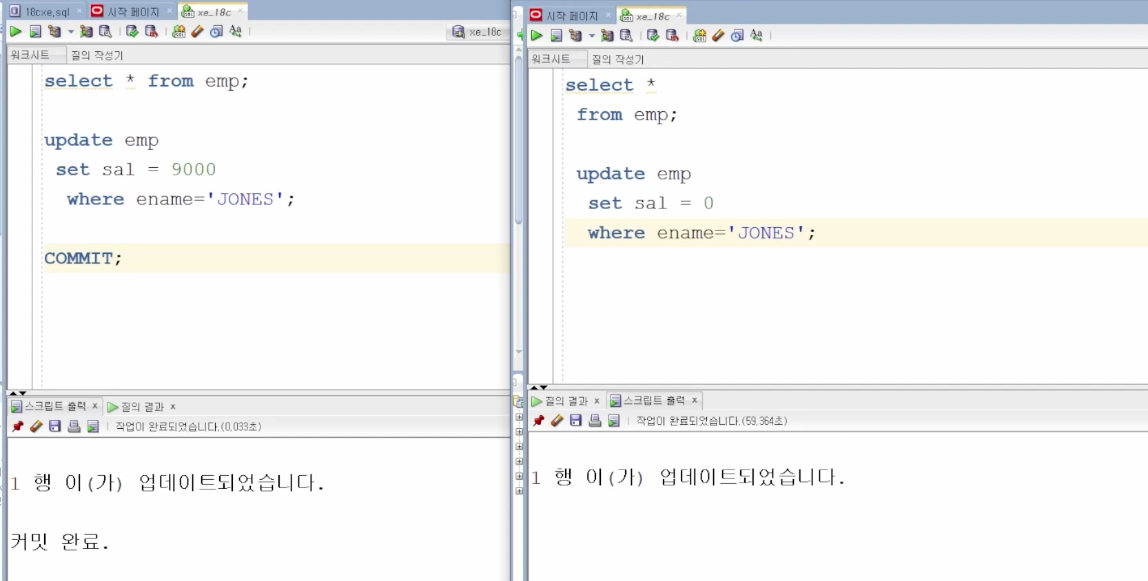 18cxe.sql
시작 페이지
xe_18c
xe_18c
워크시트
질의 작성기
select * from emp;
update emp
set sal = 9000
where ename='JONES';
COMMIT;
스크립트 출력 x
질의 결과 x
작업이 완료되었습니다.(0,033초)
1 행 이(가) 업데이트되었습니다.
커밋 완료.
시작 페이지
xe_18c
워크시트
질의 작성기
select *
from emp;
update emp
set sal = 0
where ename='JONES';
질의 결과 x
스크립트 출력 x
작업이 완료되었습니다.(59,364초)
1 행 이(가) 업데이트되었습니다.